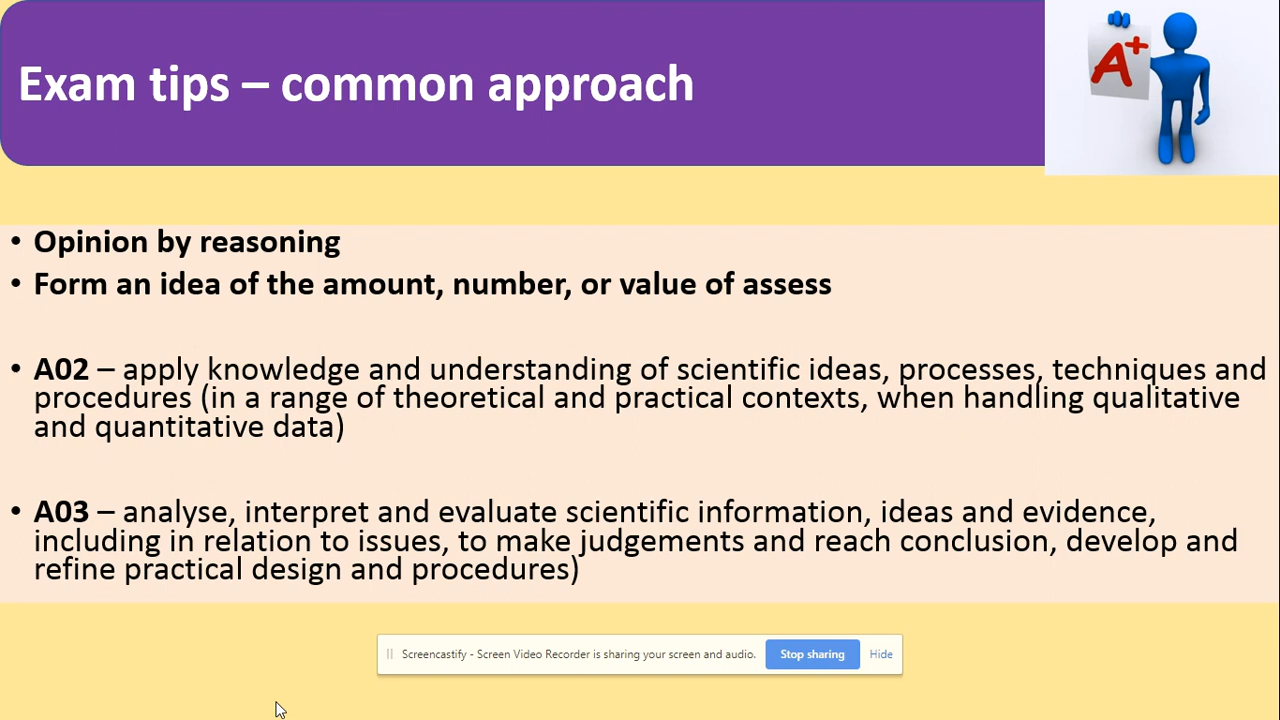 Exam tips – common approach
A+
• Opinion by reasoning
• Form an idea of the amount, number, or value of assess
• A02 – apply knowledge and understanding of scientific ideas, processes, techniques and
procedures (in a range of theoretical and practical contexts, when handling qualitative
and quantitative data)
• A03 – analyse, interpret and evaluate scientific information, ideas and evidence,
including in relation to issues, to make judgements and reach conclusion, develop and
refine practical design and procedures)
Screencastify - Screen Video Recorder is sharing your screen and audio. Stop sharing Hide